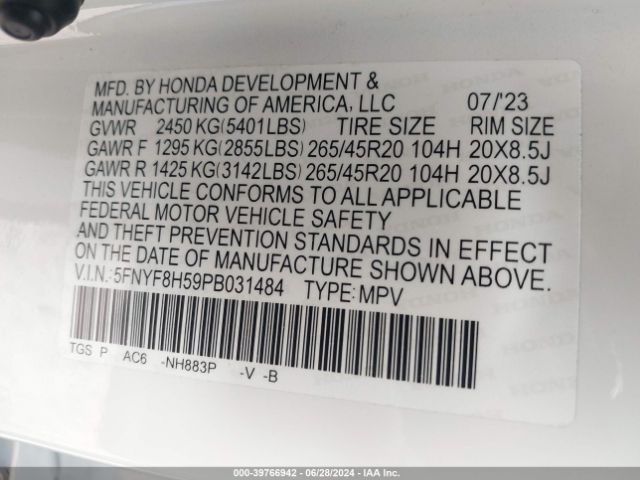 MFD. BY HONDA DEVELOPMENT &
MANUFACTURING OF AMERICA, LLC 07/'23
GVWR 2450 KG(5401LBS) TIRE SIZE RIM SIZE
GAWR F 1295 KG(2855LBS) 265/45R20 104H 20X8.5J
GAWR R 1425 KG(3142LBS) 265/45R20 104H 20X8.5J
THIS VEHICLE CONFORMS TO ALL APPLICABLE
FEDERAL MOTOR VEHICLE SAFETY
AND THEFT PREVENTION STANDARDS IN EFFECT
ON THE DATE OF MANUFACTURE SHOWN ABOVE.
V.I.N.:5FNYF8H59PB031484 TYPE:MPV
TGS P AC6 -NH883P -V -B
00-39766942 / 06/28/2024 / IAA Inc.